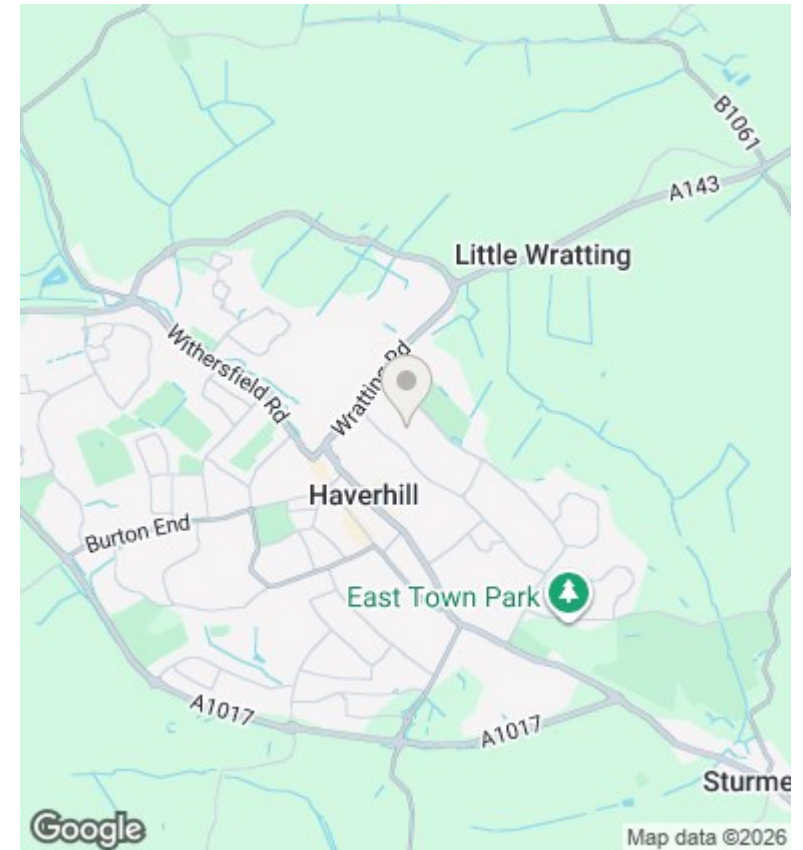 B1061
A143
Little Wratting
Withersfield Rd
Wratting Rd
Haverhill
Burton End
East Town Park
A1017
A1017
Sturme
Google
Map data ©2026